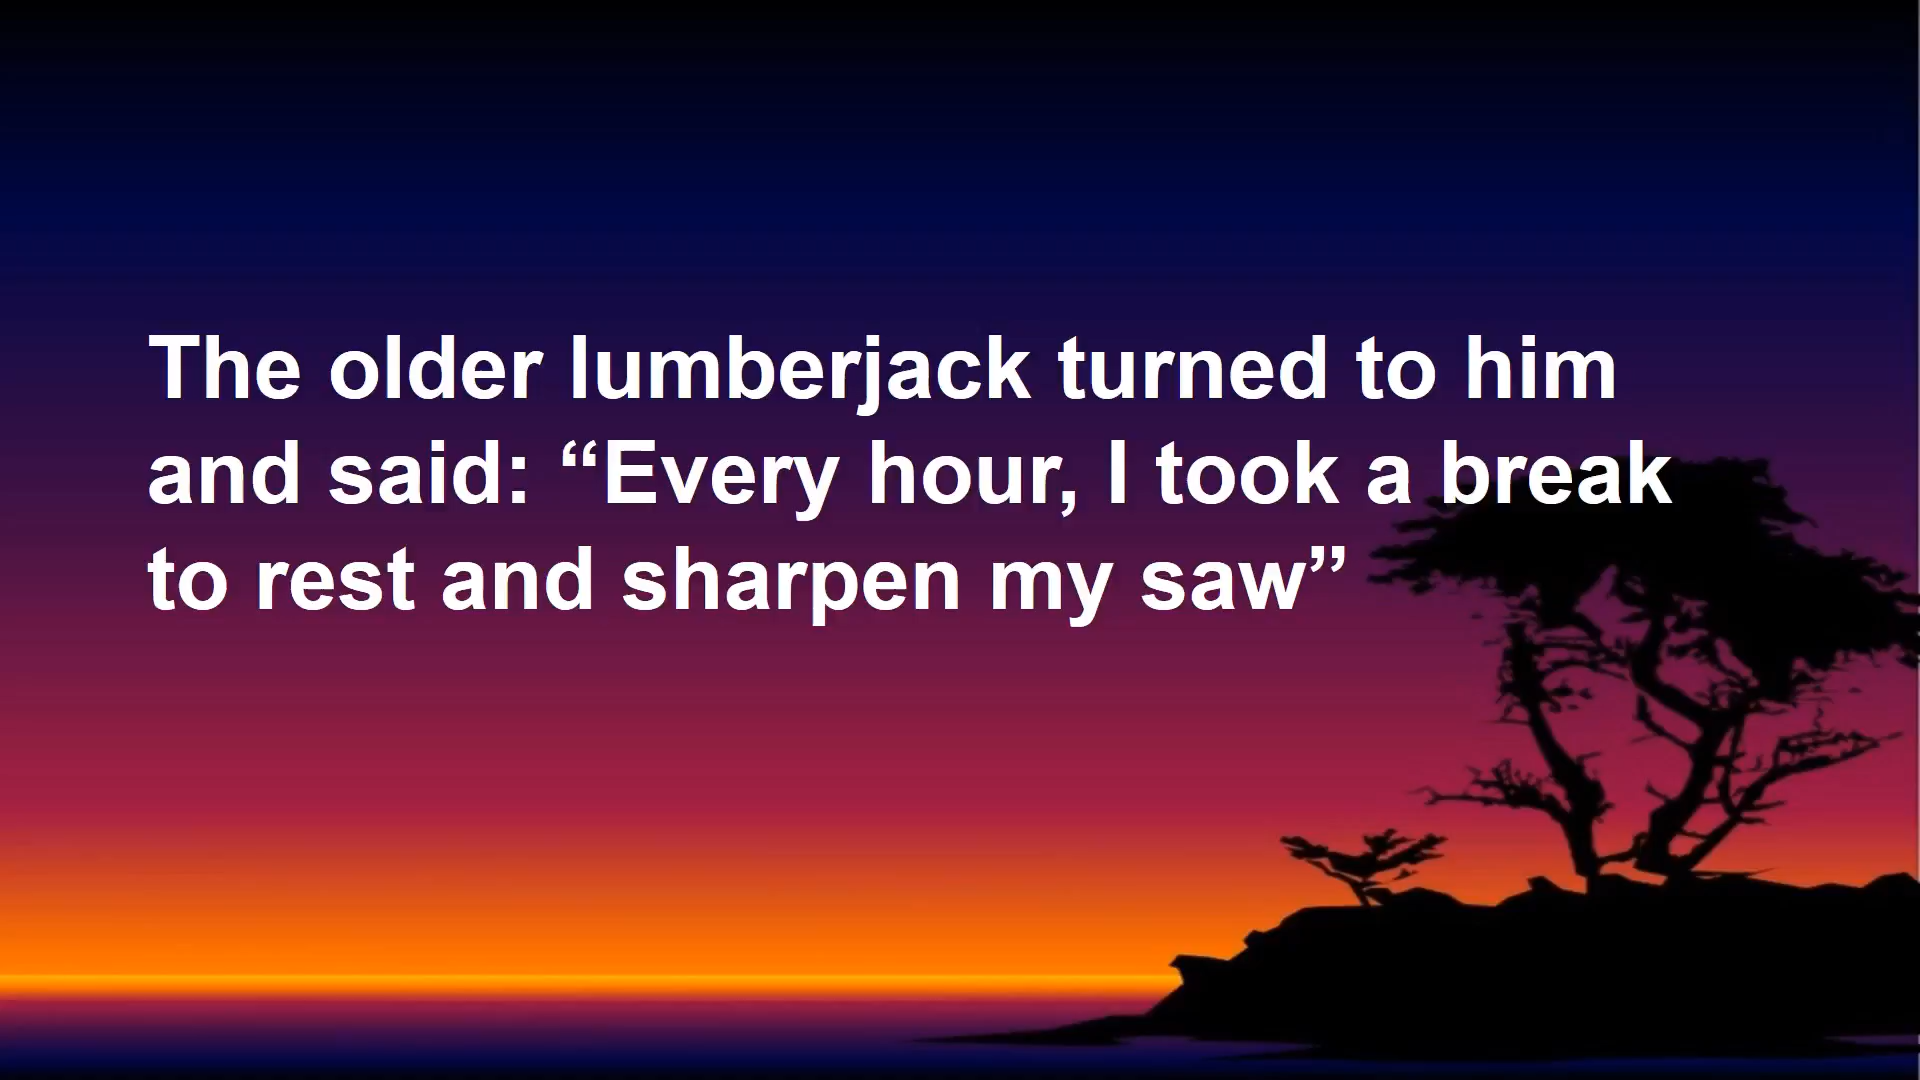 The older lumberjack turned to him
and said: “Every hour, I took a break
to rest and sharpen my saw”